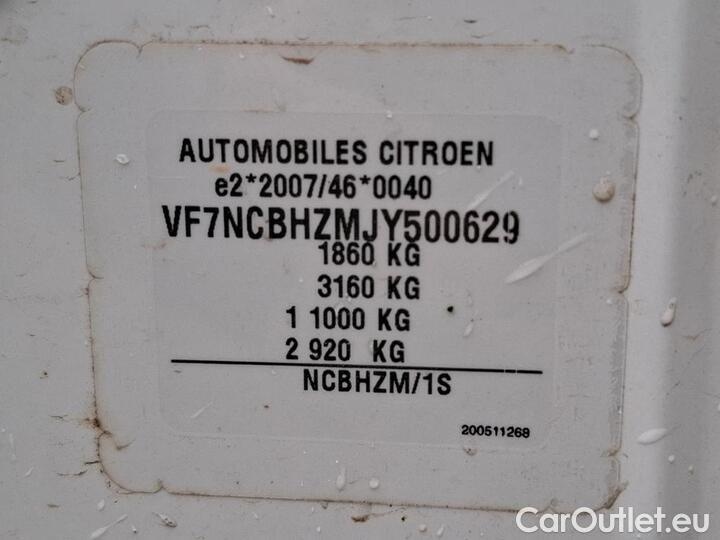 AUTOMOBILES CITROEN
e2*2007/46*0040
VF7NCBHZMJY500629
1860 KG
3160 KG
1 1000 KG
2 920 KG
NCBHZM/1S
200511268
CarOutlet.eu